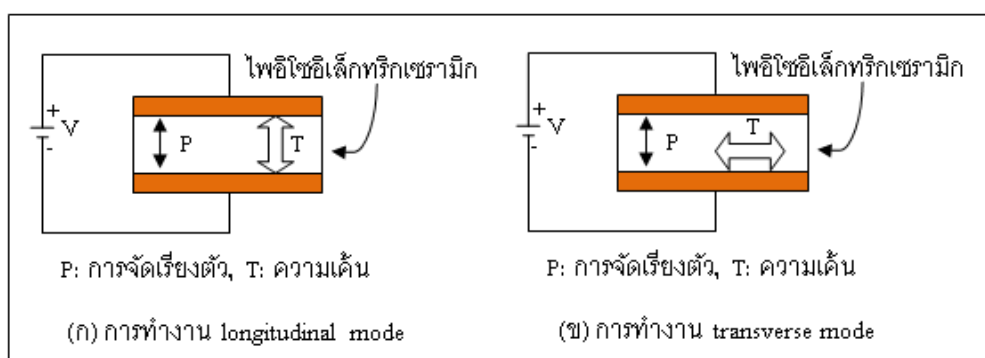 ไพอิโซอิเล็กทริกเซรามิก
+
V
-
P
T
P: การจัดเรียงตัว, T: ความเค้น
(ก) การทำงาน longitudinal mode
ไพอิโซอิเล็กทริกเซรามิก
+
V
-
P
T
P: การจัดเรียงตัว, T: ความเค้น
(ข) การทำงาน transverse mode